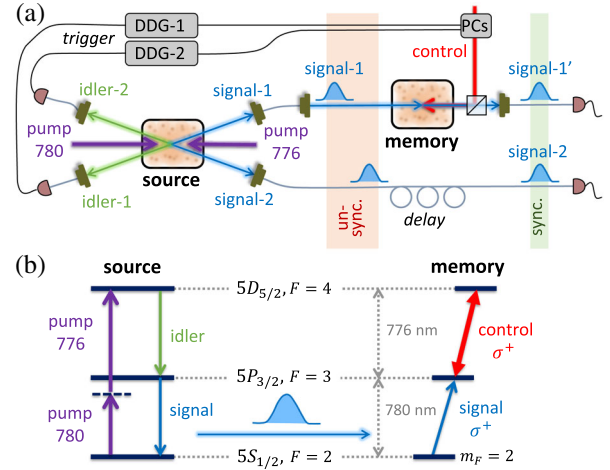 (a)
DDG-1
DDG-2
trigger
PCs
control
idler-2
signal-1
signal-1
signal-1′
pump
780
pump
776
source
memory
idler-1
signal-2
signal-2
un-
sync.
delay
sync.
(b)
source
memory
5D5/2, F = 4
pump
776
idler
776 nm
control
σ+
5P3/2, F = 3
pump
780
signal
780 nm
signal
σ+
5S1/2, F = 2
mF = 2